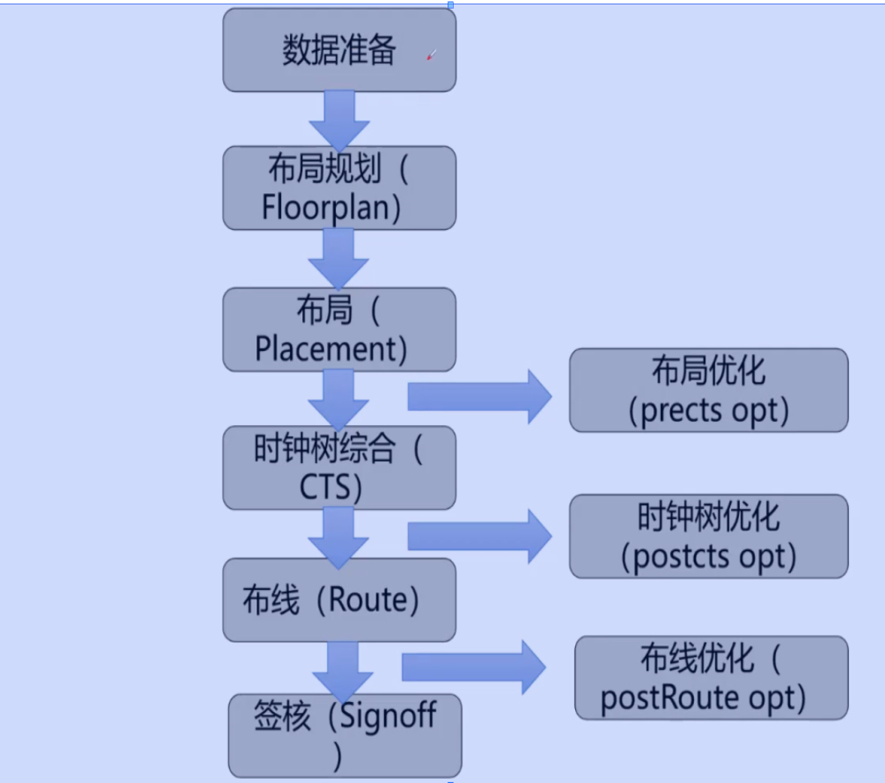 数据准备
布局规划（
Floorplan）
布局（
Placement）
布局优化
(prects opt)
时钟树综合（
CTS）
时钟树优化
(postcts opt)
布线（Route）
布线优化（
postRoute opt)
签核（Signoff
）